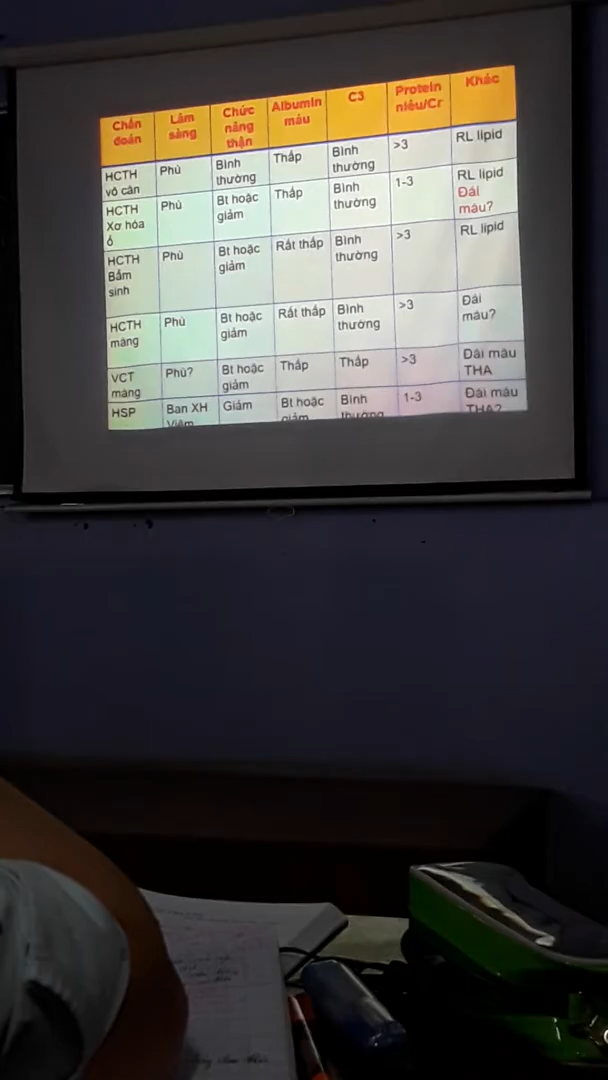 Chẩn đoán | Lâm sàng | Chức năng thận | Albumin máu | C3 | Protein niệu/Cr | Khác
HCTH vô căn | Phù | Bình thường | Thấp | Bình thường | >3 | RL lipid
HCTH Xơ hóa ổ | Phù | Bt hoặc giảm | Thấp | Bình thường | 1-3 | RL lipid Đái máu?
HCTH Bẩm sinh | Phù | Bt hoặc giảm | Rất thấp | Bình thường | >3 | RL lipid
HCTH màng | Phù | Bt hoặc giảm | Rất thấp | Bình thường | >3 | Đái máu?
VCT màng | Phù? | Bt hoặc giảm | Thấp | Thấp | >3 | Đái máu THA
HSP | Ban XH Viêm | Giảm | Bt hoặc giảm | Bình thường | 1-3 | Đái máu THA?